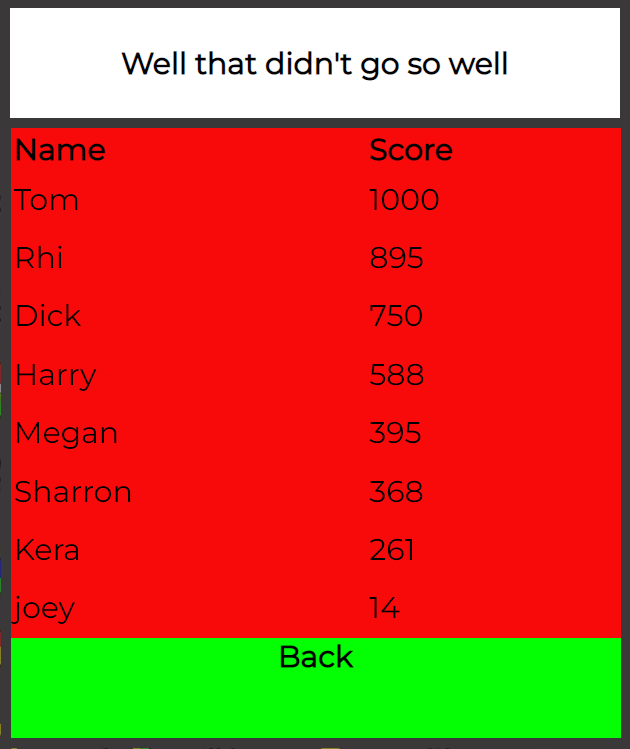 Well that didn't go so well
Name Score
Tom 1000
Rhi 895
Dick 750
Harry 588
Megan 395
Sharron 368
Kera 261
joey 14
Back